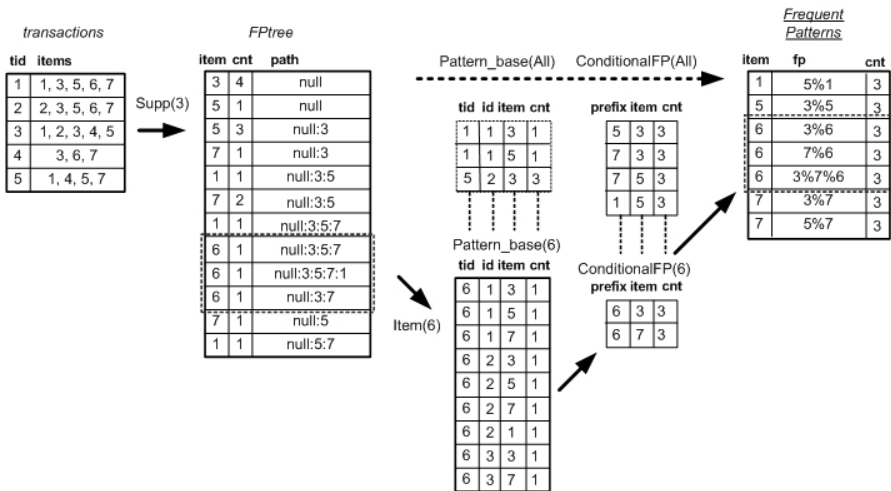 transactions
tid items
1 1, 3, 5, 6, 7
2 2, 3, 5, 6, 7
3 1, 2, 3, 4, 5
4 3, 6, 7
5 1, 4, 5, 7
Supp(3)
FPtree
item cnt path
3 4 null
5 1 null
5 3 null:3
7 1 null:3
1 1 null:3:5
7 2 null:3:5
1 1 null:3:5:7
6 1 null:3:5:7
6 1 null:3:5:7:1
6 1 null:3:7
7 1 null:5
1 1 null:5:7
Item(6)
Pattern_base(All)
tid id item cnt
1 1 3 1
1 1 5 1
5 2 3 3
Pattern_base(6)
tid id item cnt
6 1 3 1
6 1 5 1
6 1 7 1
6 2 3 1
6 2 5 1
6 2 7 1
6 2 1 1
6 3 3 1
6 3 7 1
ConditionalFP(All)
prefix item cnt
5 3 3
7 3 3
7 5 3
1 5 3
ConditionalFP(6)
prefix item cnt
6 3 3
6 7 3
Frequent
Patterns
item fp cnt
1 5%1 3
5 3%5 3
6 3%6 3
6 7%6 3
6 3%7%6 3
7 3%7 3
7 5%7 3